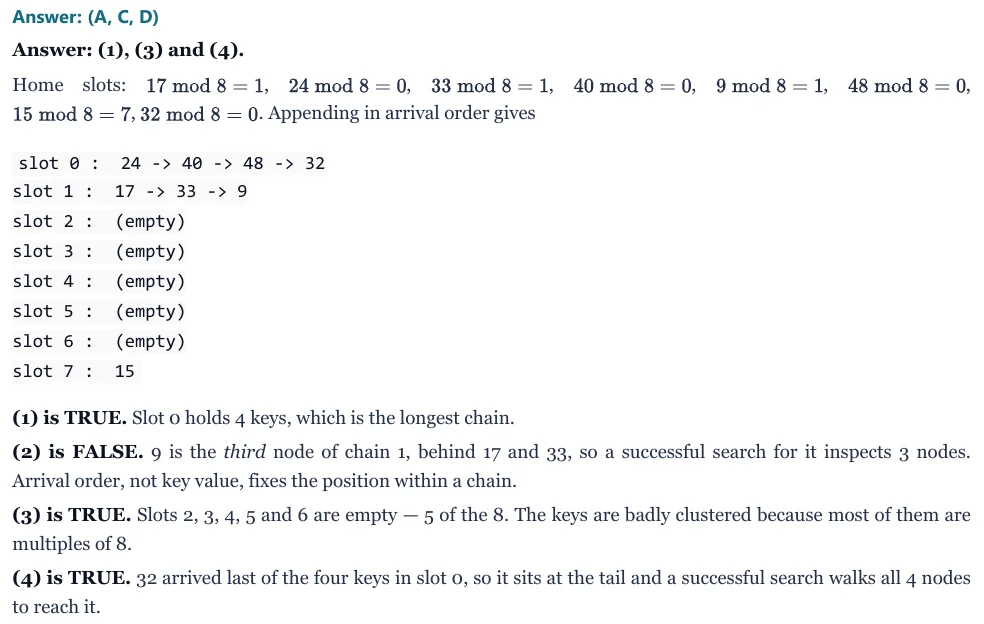 Answer: (A, C, D)
Answer: (1), (3) and (4).
Home slots: 17 mod 8 = 1, 24 mod 8 = 0, 33 mod 8 = 1, 40 mod 8 = 0, 9 mod 8 = 1, 48 mod 8 = 0,
15 mod 8 = 7, 32 mod 8 = 0. Appending in arrival order gives
slot 0 : 24 -> 40 -> 48 -> 32
slot 1 : 17 -> 33 -> 9
slot 2 : (empty)
slot 3 : (empty)
slot 4 : (empty)
slot 5 : (empty)
slot 6 : (empty)
slot 7 : 15
(1) is TRUE. Slot 0 holds 4 keys, which is the longest chain.
(2) is FALSE. 9 is the third node of chain 1, behind 17 and 33, so a successful search for it inspects 3 nodes.
Arrival order, not key value, fixes the position within a chain.
(3) is TRUE. Slots 2, 3, 4, 5 and 6 are empty — 5 of the 8. The keys are badly clustered because most of them are
multiples of 8.
(4) is TRUE. 32 arrived last of the four keys in slot 0, so it sits at the tail and a successful search walks all 4 nodes
to reach it.